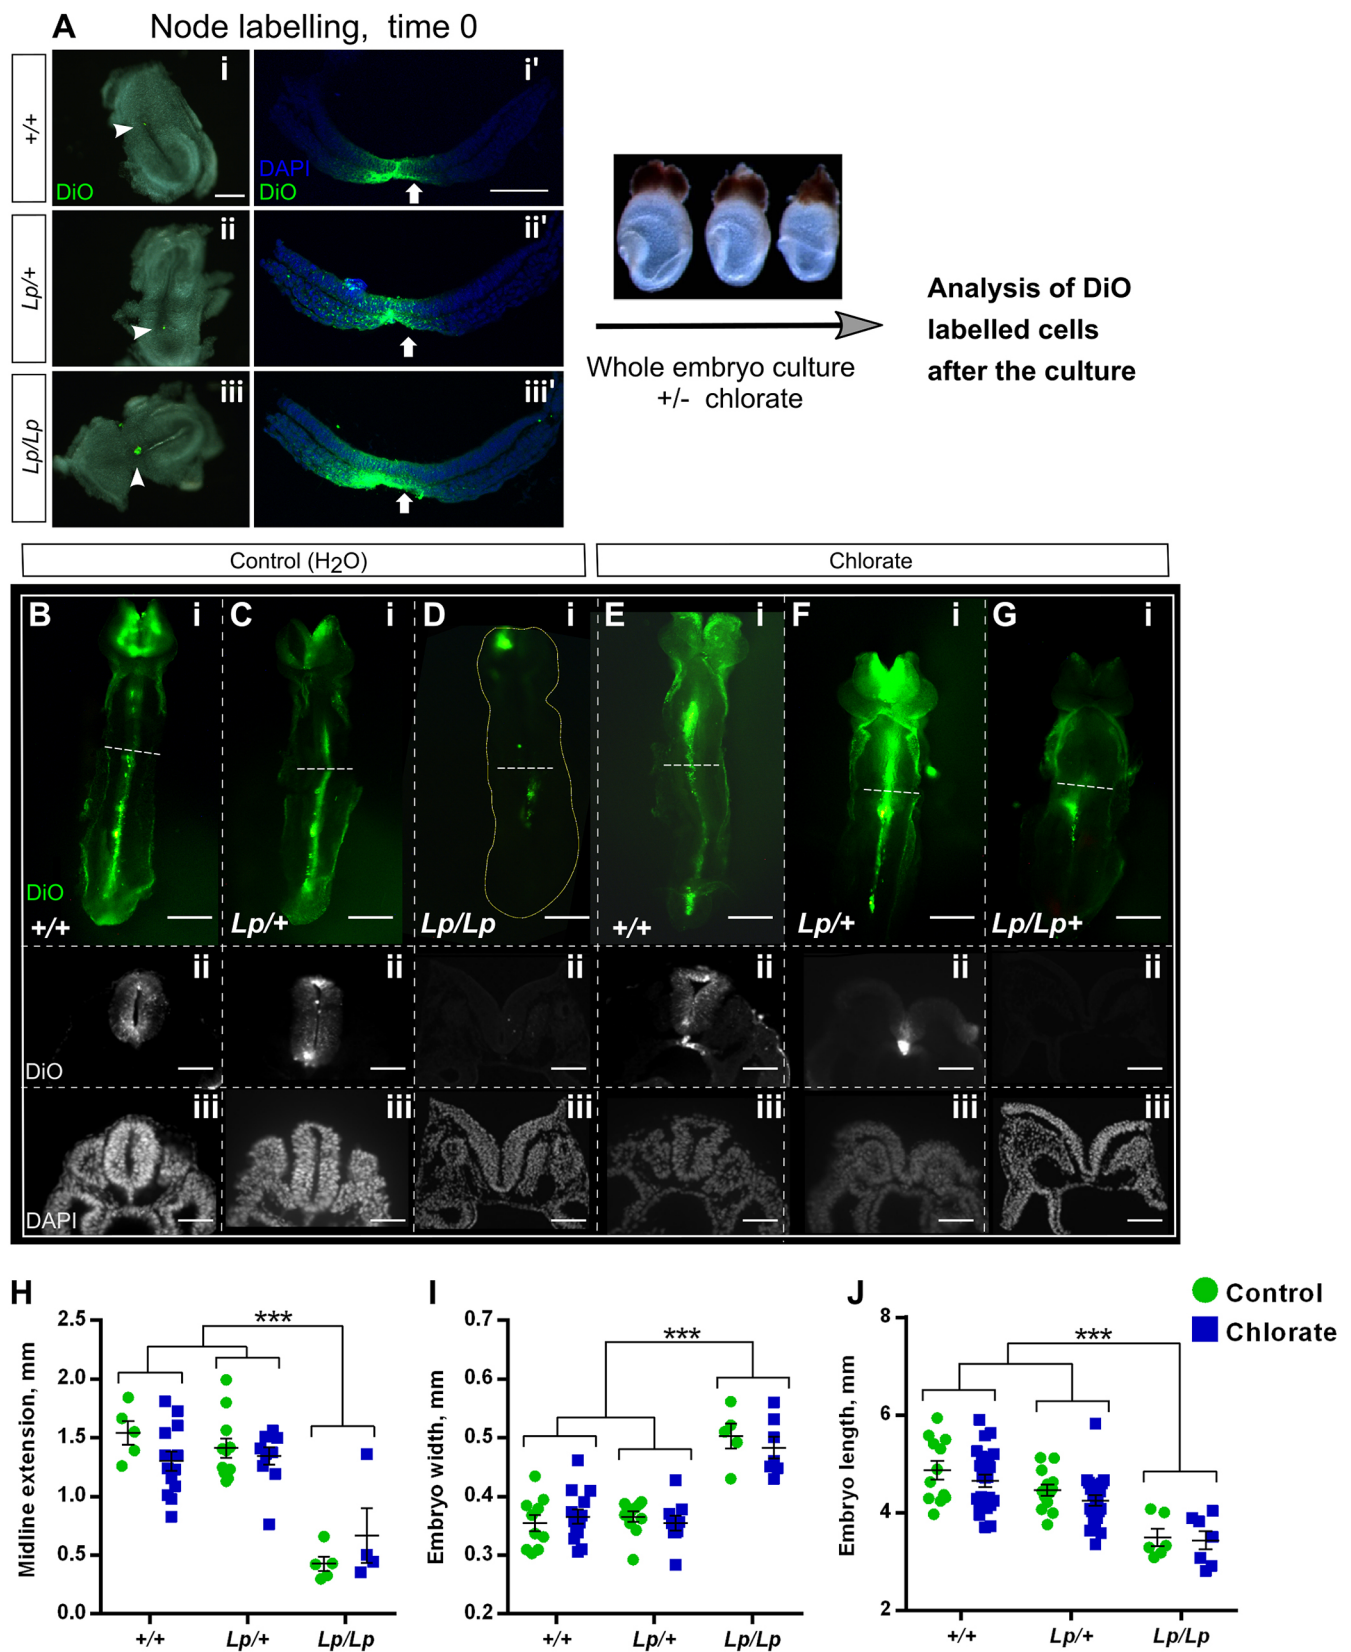 A Node labelling, time 0
+/+
i
DiO
i'
DAPI
DiO
Lp/+
ii
ii'
Lp/Lp
iii
iii'
Whole embryo culture
+/- chlorate
Analysis of DiO
labelled cells
after the culture
Control (H2O)
Chlorate
B i C i D i E i F i G i
DiO
+/+ Lp/+ Lp/Lp +/+ Lp/+ Lp/Lp+
ii ii ii ii ii ii
DiO
iii iii iii iii iii iii
DAPI
H
2.5
2.0
1.5
1.0
0.5
0.0
Midline extension, mm
***
+/+ Lp/+ Lp/Lp
I
0.7
0.6
0.5
0.4
0.3
0.2
Embryo width, mm
***
+/+ Lp/+ Lp/Lp
J
8
6
4
2
Embryo length, mm
***
+/+ Lp/+ Lp/Lp
Control
Chlorate